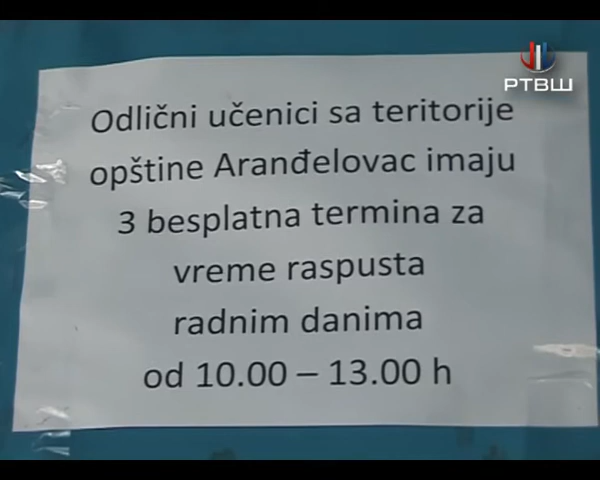 РТВШ
Odlični učenici sa teritorije
opštine Aranđelovac imaju
3 besplatna termina za
vreme raspusta
radnim danima
od 10.00 – 13.00 h